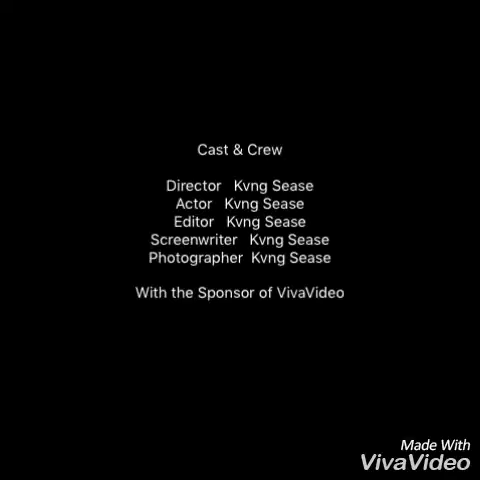 Cast & Crew
Director Kvng Sease
Actor Kvng Sease
Editor Kvng Sease
Screenwriter Kvng Sease
Photographer Kvng Sease
With the Sponsor of VivaVideo
Made With
VivaVideo